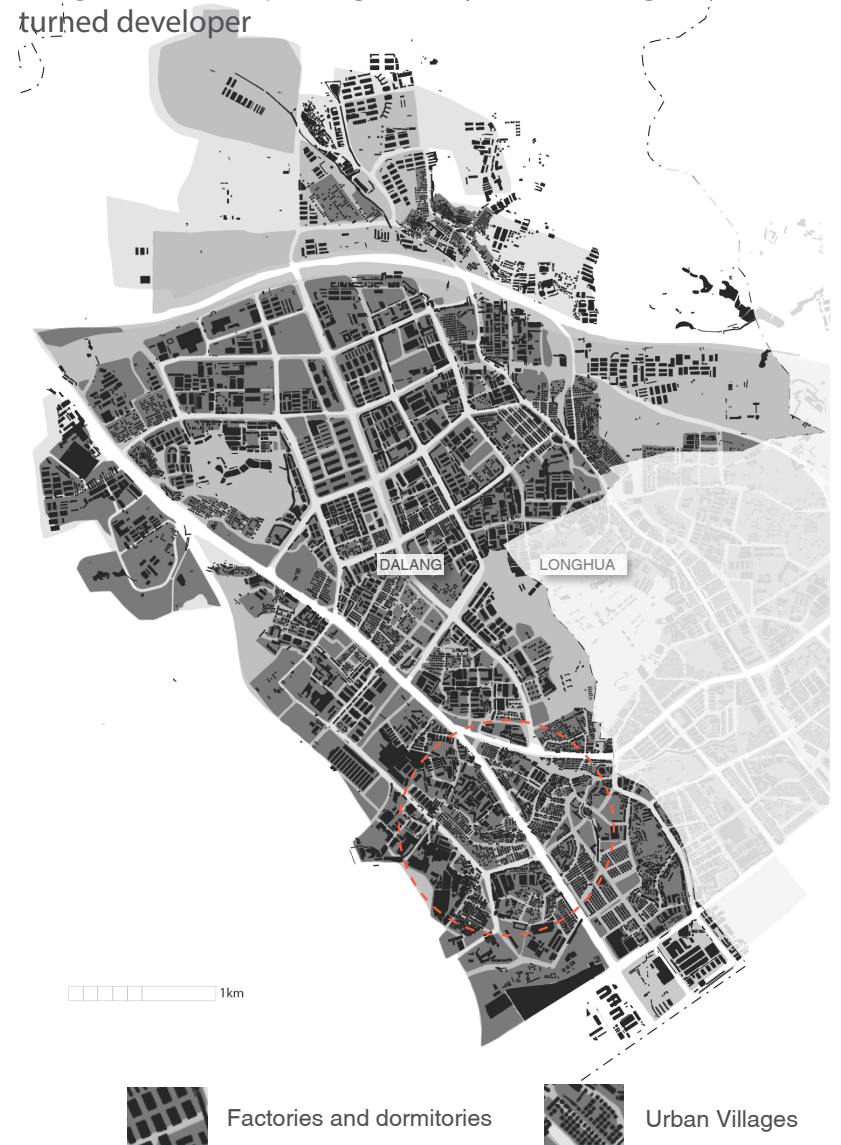 turned developer
DALANG
LONGHUA
1km
Factories and dormitories
Urban Villages